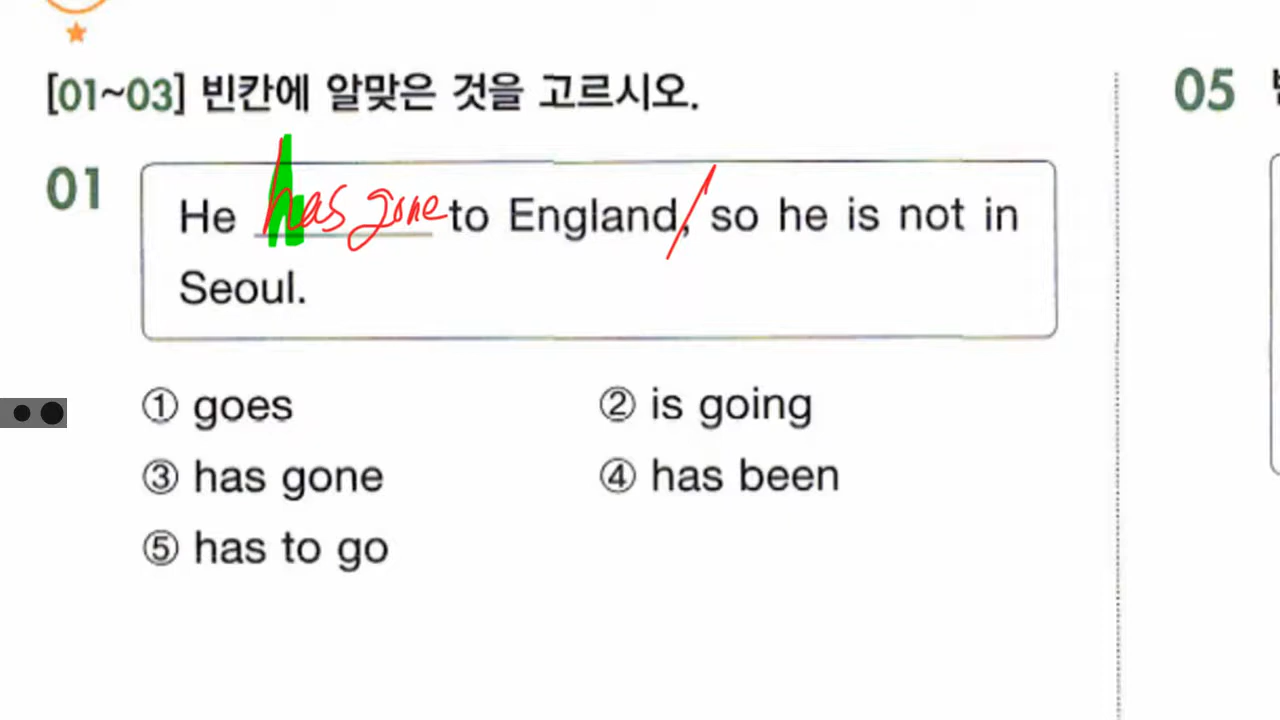 [01~03] 빈칸에 알맞은 것을 고르시오.
01
He has gone to England, so he is not in
Seoul.
① goes
② is going
③ has gone
④ has been
⑤ has to go
05